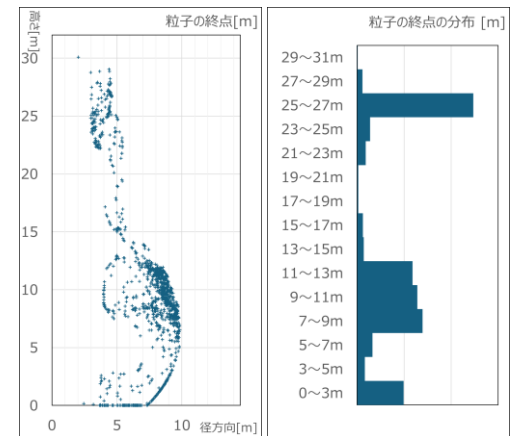 粒子の終点[m]
高さ[m]
30
25
20
15
10
5
0
0
5
10
径方向[m]
粒子の終点の分布 [m]
29～31m
27～29m
25～27m
23～25m
21～23m
19～21m
17～19m
15～17m
13～15m
11～13m
9～11m
7～9m
5～7m
3～5m
0～3m